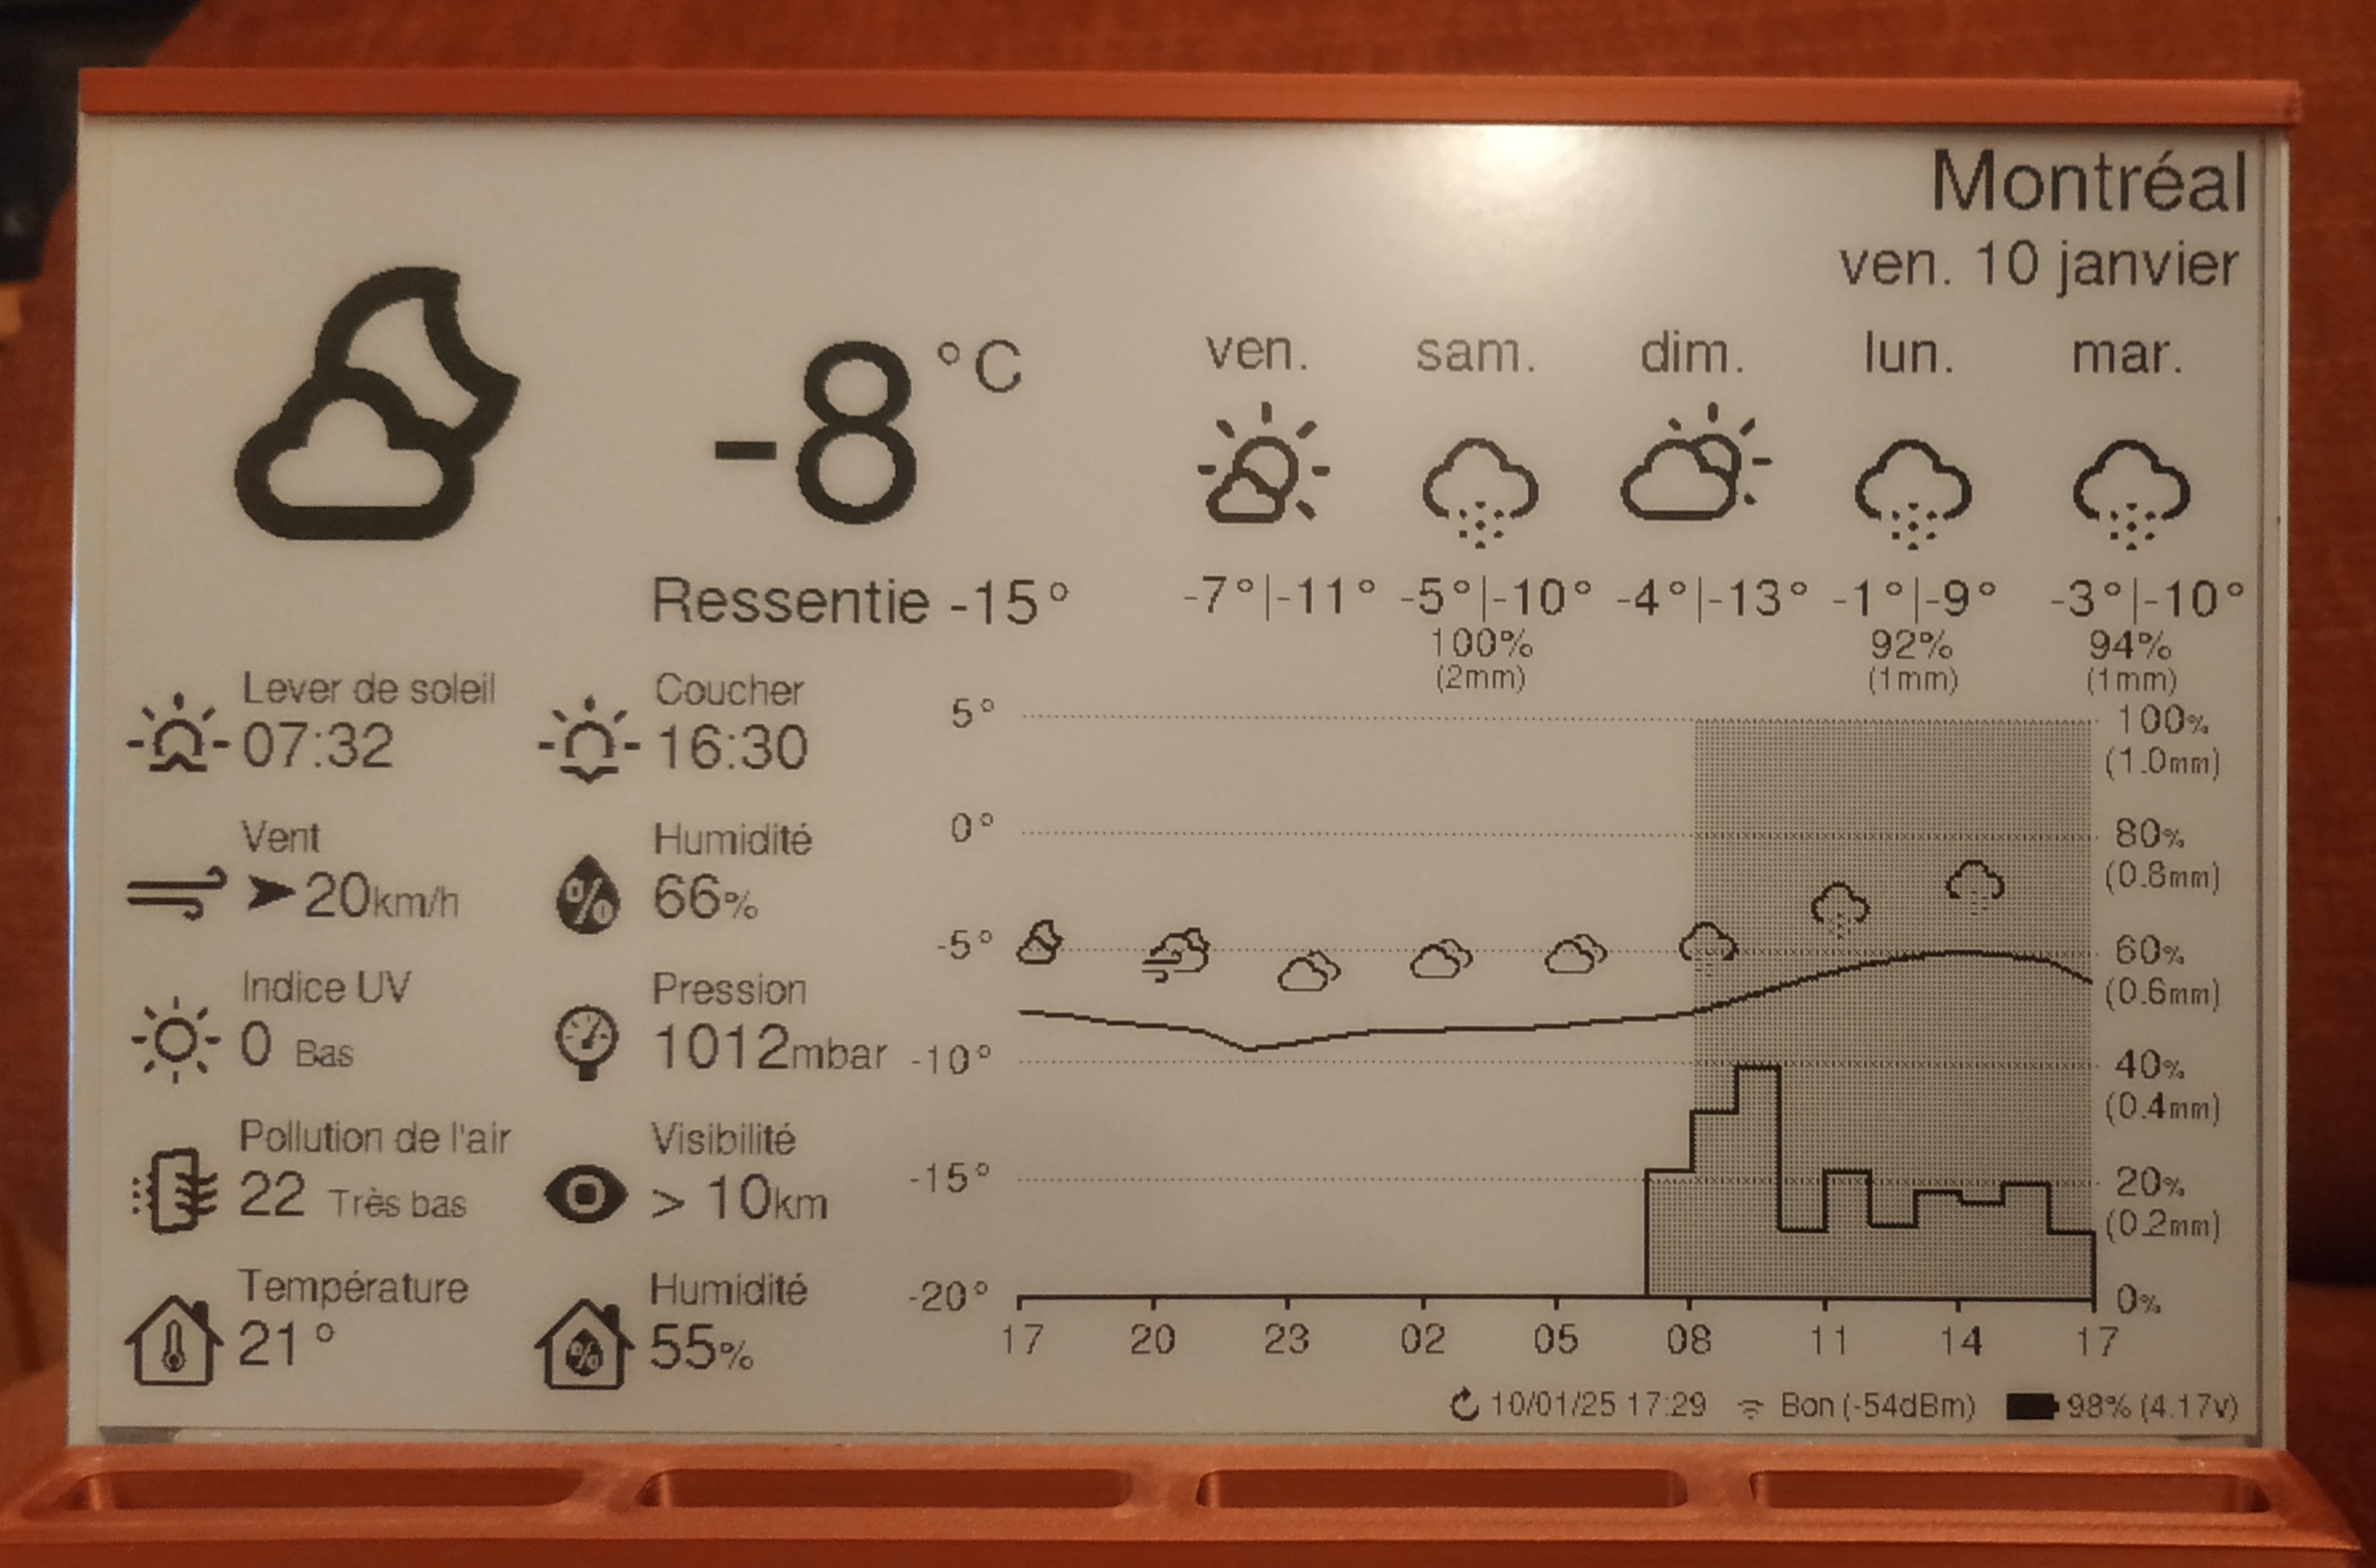 Montréal
ven. 10 janvier
-8 °C
Ressentie -15°
ven. sam. dim. lun. mar.
-7°|-11° -5°|-10° -4°|-13° -1°|-9° -3°|-10°
100% 92% 94%
(2mm) (1mm) (1mm)
Lever de soleil
07:32
Coucher
16:30
Vent
20km/h
Humidité
66%
Indice UV
0 Bas
Pression
1012mbar
Pollution de l'air
22 Très bas
Visibilité
> 10km
Température
21°
Humidité
55%
5°
0°
-5°
-10°
-15°
-20°
100%
(1.0mm)
80%
(0.8mm)
60%
(0.6mm)
40%
(0.4mm)
20%
(0.2mm)
0%
17 20 23 02 05 08 11 14 17
10/01/25 17:29 Bon (-54dBm) 98% (4.17v)